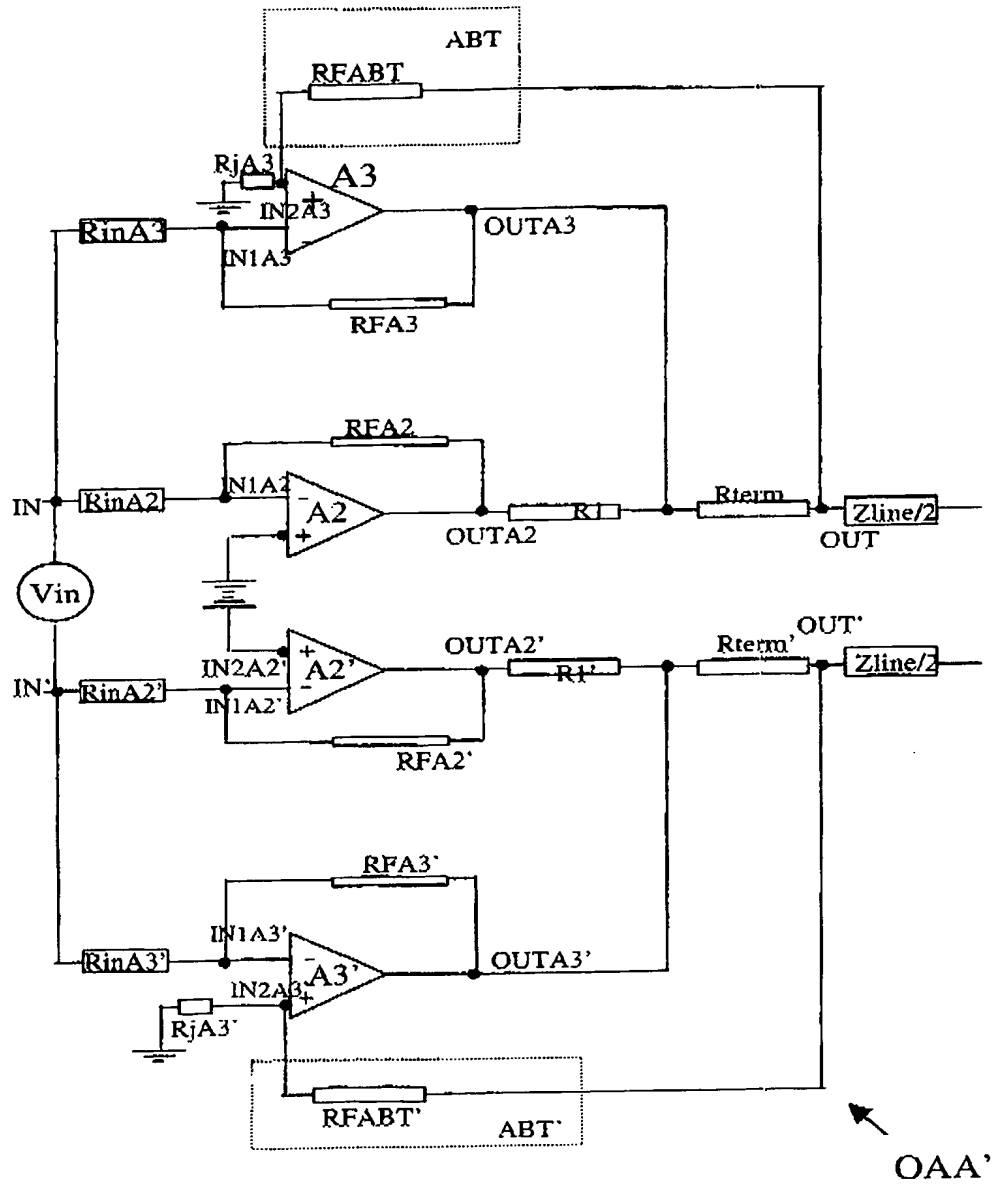 ABT
RFABT
RjA3
A3
+
IN2A3
RinA3
OUTA3
IN1A3
-
RFA3
RFA2
IN
RinA2
IN1A2
-
A2
+
OUTA2
R1
Rterm
Zline/2
OUT
Vin
IN'
RinA2'
IN2A2'
+
A2'
-
IN1A2'
OUTA2'
R1'
Rterm'
OUT'
Zline/2
RFA2'
RFA3'
IN1A3'
-
RinA3'
A3'
OUTA3'
IN2A3'
+
RjA3'
RFABT'
ABT'
OAA'